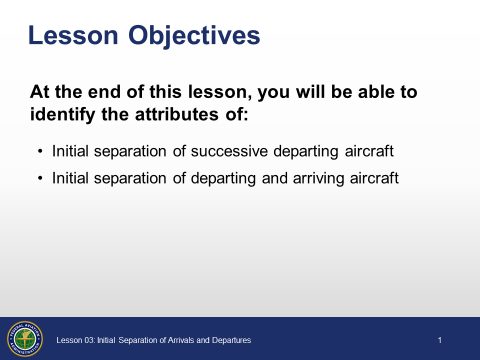 Lesson Objectives
At the end of this lesson, you will be able to
identify the attributes of:
• Initial separation of successive departing aircraft
• Initial separation of departing and arriving aircraft
Lesson 03: Initial Separation of Arrivals and Departures
1